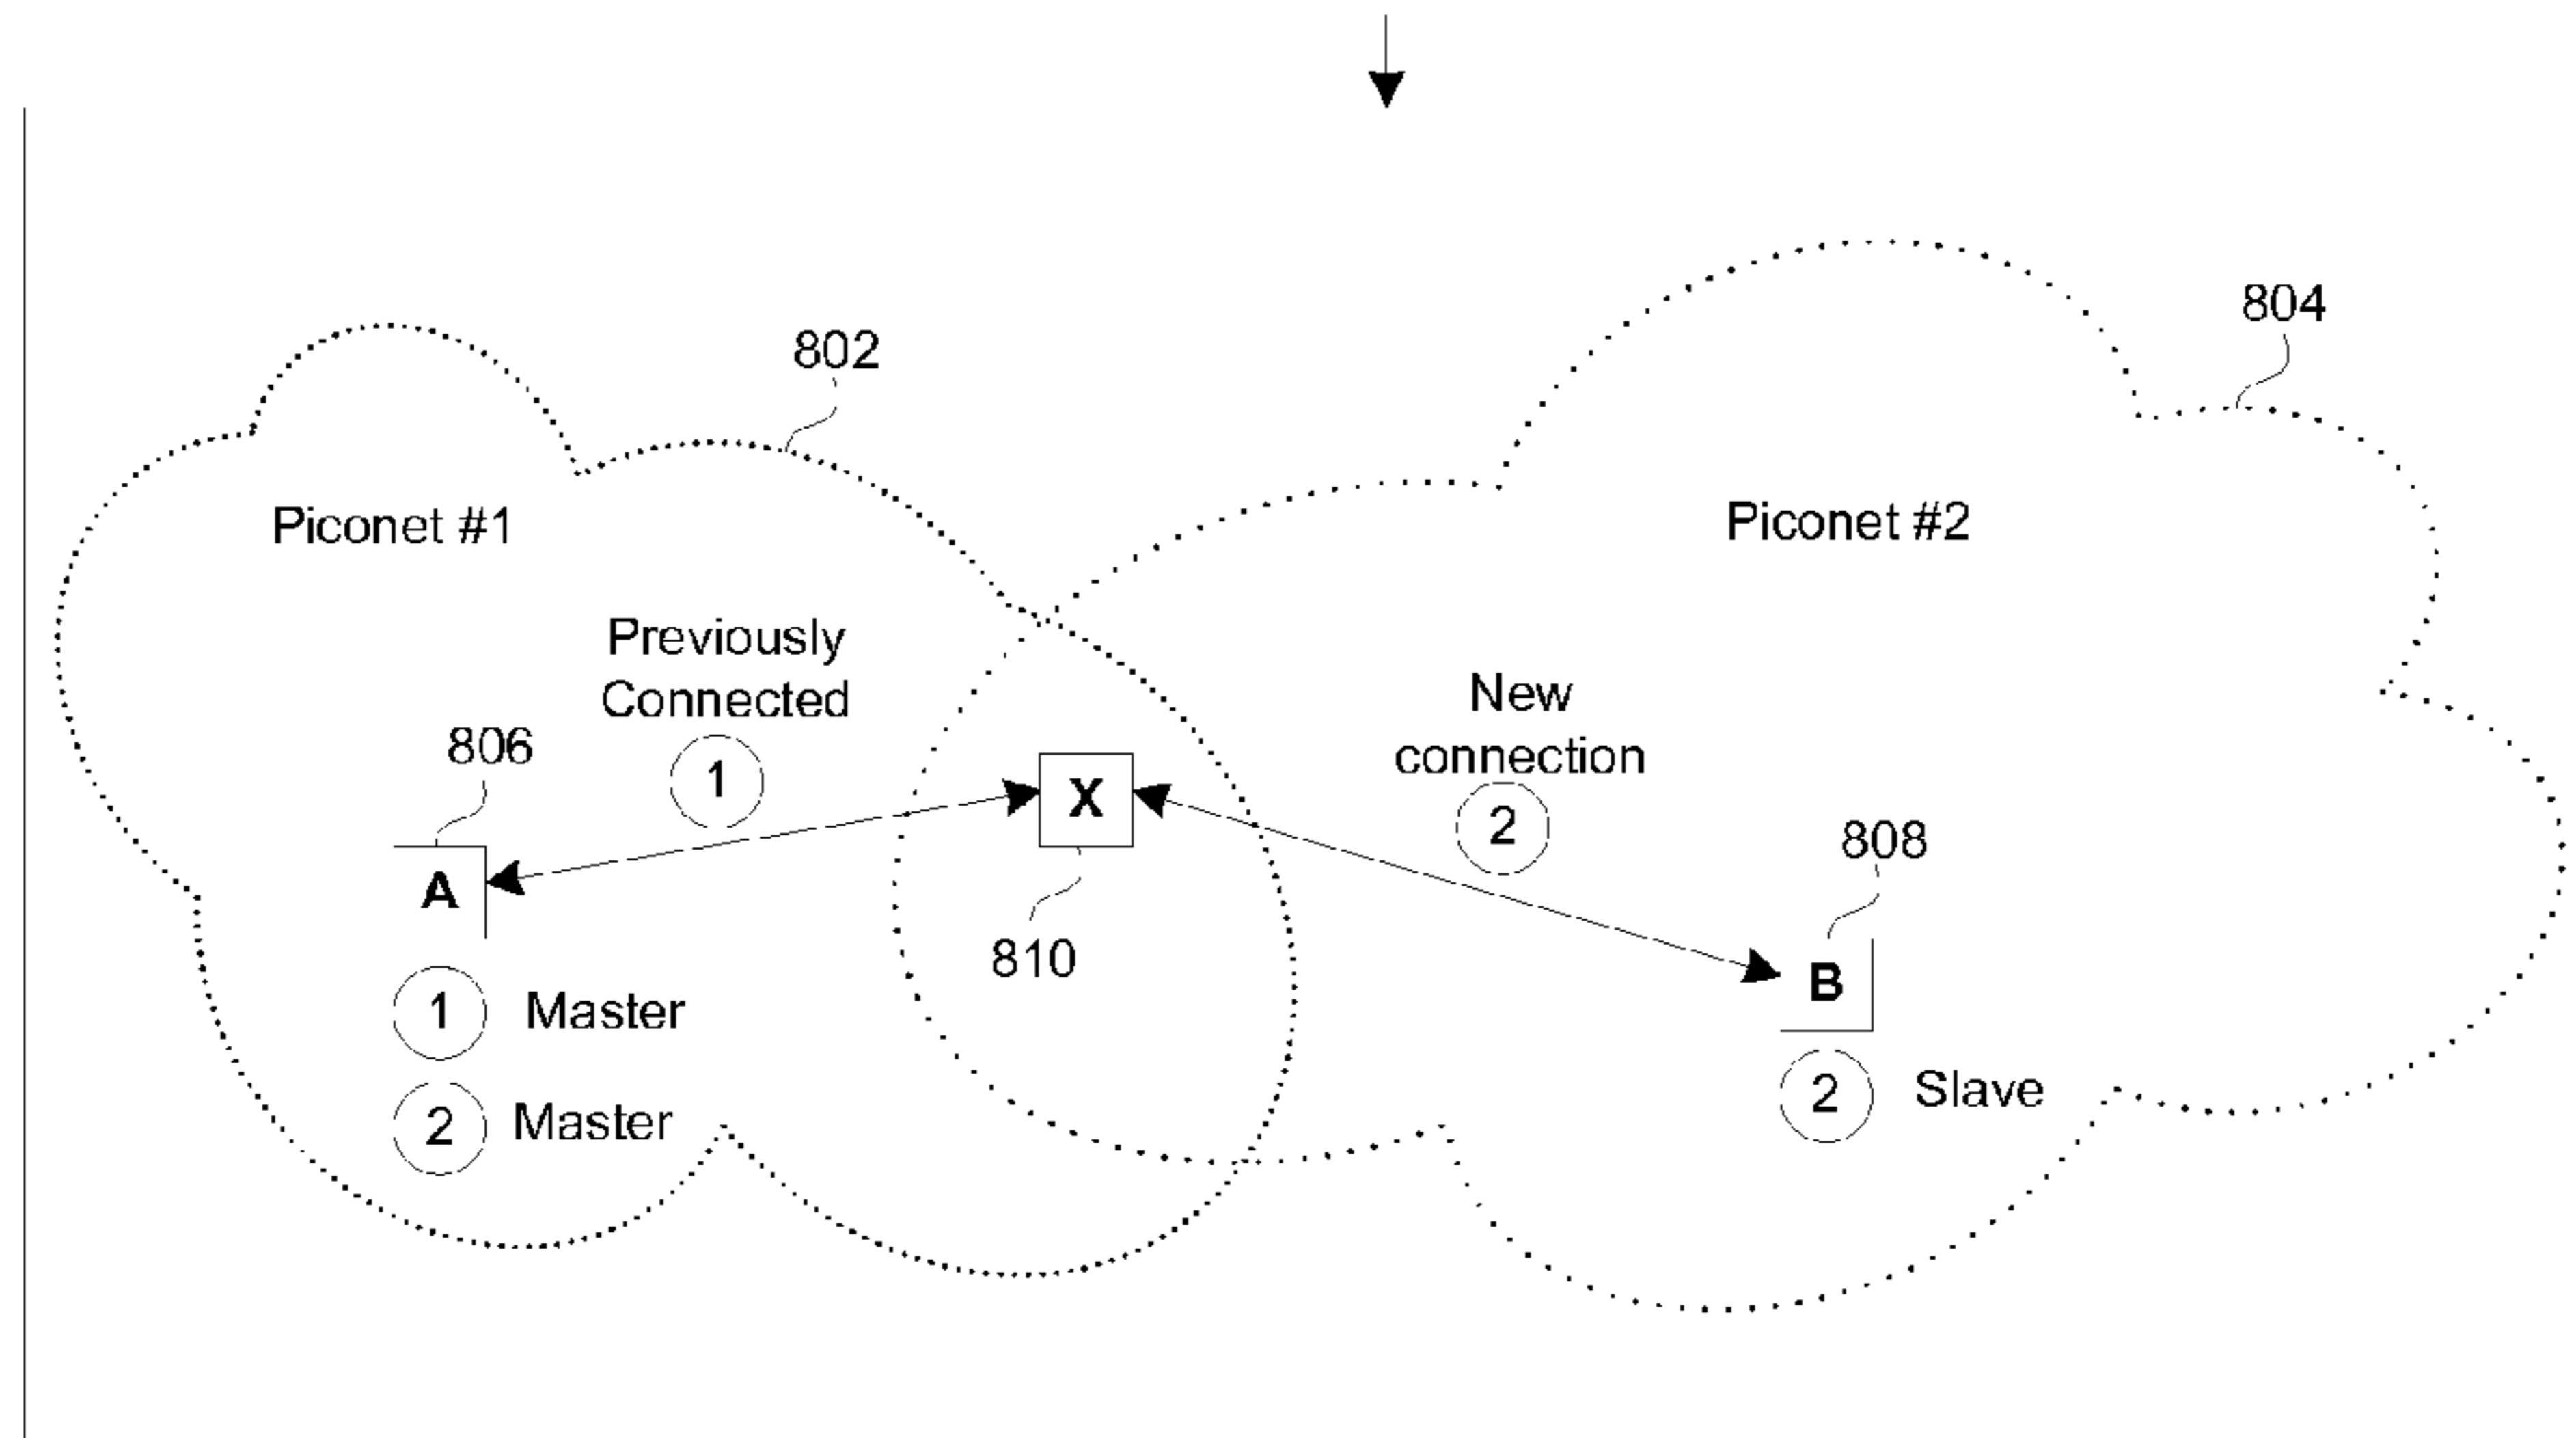 804
802
Piconet #1
Piconet #2
Previously
Connected
1
New
connection
2
806
X
808
A
810
B
1 Master
2 Slave
2 Master